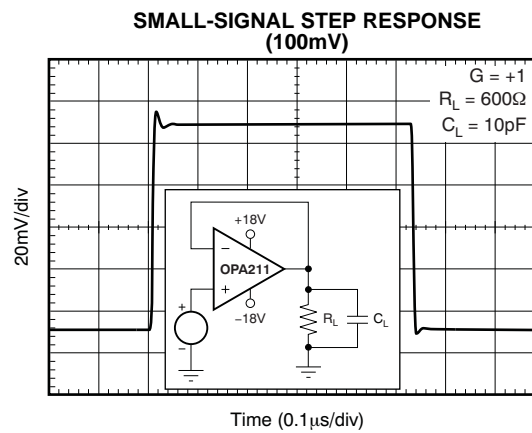 SMALL-SIGNAL STEP RESPONSE
(100mV)
G = +1
R_L = 600Ω
C_L = 10pF
20mV/div
+18V
−
OPA211
+
−18V
+
−
R_L
C_L
Time (0.1μs/div)